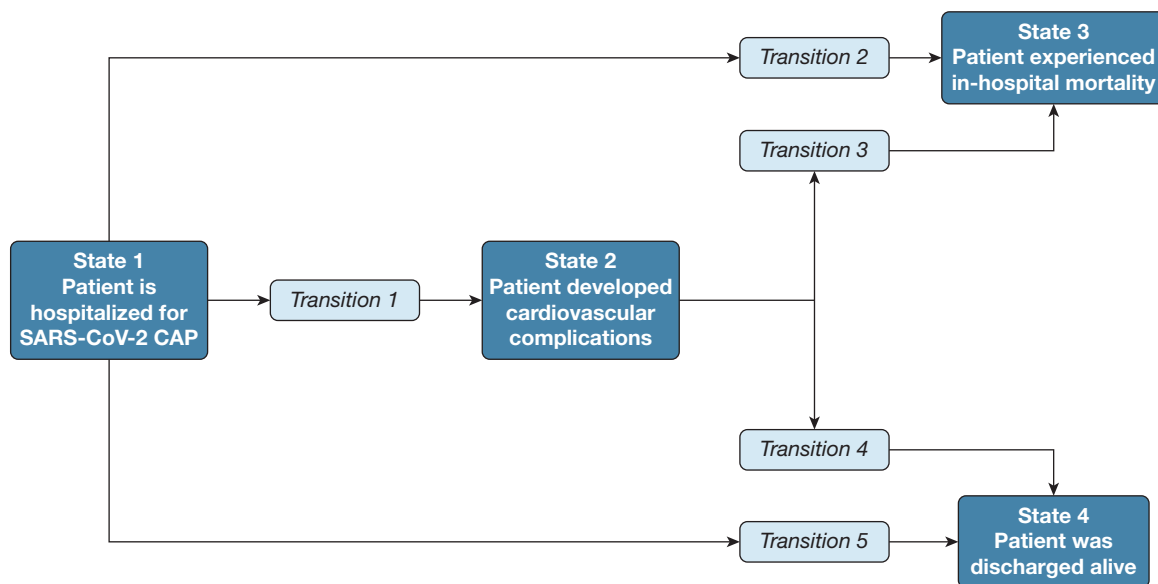 Transition 2
State 3
Patient experienced
in-hospital mortality
Transition 3
State 1
Patient is
hospitalized for
SARS-CoV-2 CAP
Transition 1
State 2
Patient developed
cardiovascular
complications
Transition 4
Transition 5
State 4
Patient was
discharged alive